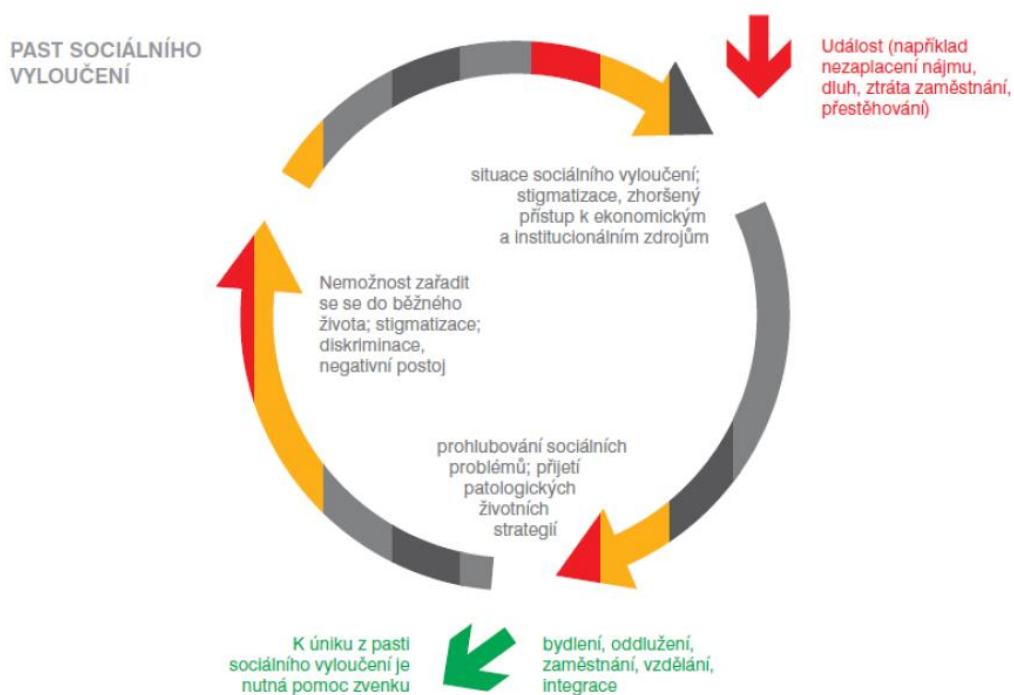 PAST SOCIÁLNÍHO
VYLOUČENÍ
Událost (například
nezaplacení nájmu,
dluh, ztráta zaměstnání,
přestěhování)
situace sociálního vyloučení;
stigmatizace, zhoršený
přístup k ekonomickým
a institucionálním zdrojům
Nemožnost zařadit
se se do běžného
života; stigmatizace;
diskriminace,
negativní postoj
prohlubování sociálních
problémů; přijetí
patologických
životních
strategií
K úniku z pasti
sociálního vyloučení je
nutná pomoc zvenku
bydlení, oddlužení,
zaměstnání, vzdělání,
integrace